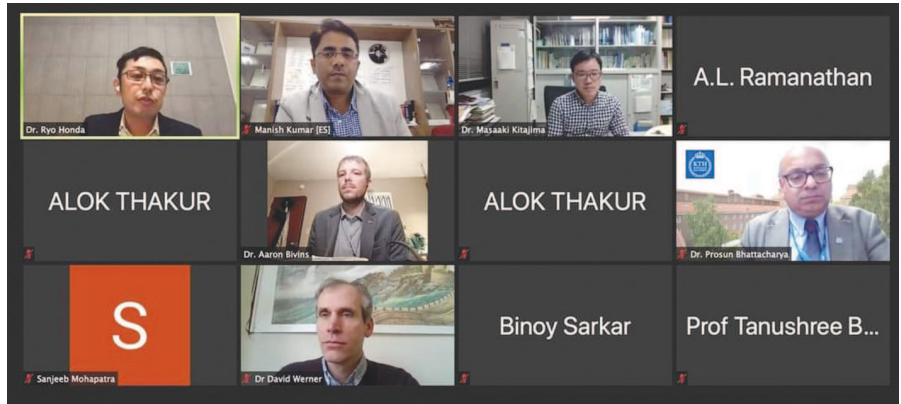 Dr. Ryo Honda
Manish Kumar [ES]
Dr. Masaaki Kitajima
A.L. Ramanathan
ALOK THAKUR
Dr. Aaron Bivins
ALOK THAKUR
KTH
Dr. Prosun Bhattacharya
S
Sanjeeb Mohapatra
Dr David Werner
Binoy Sarkar
Prof Tanushree B...